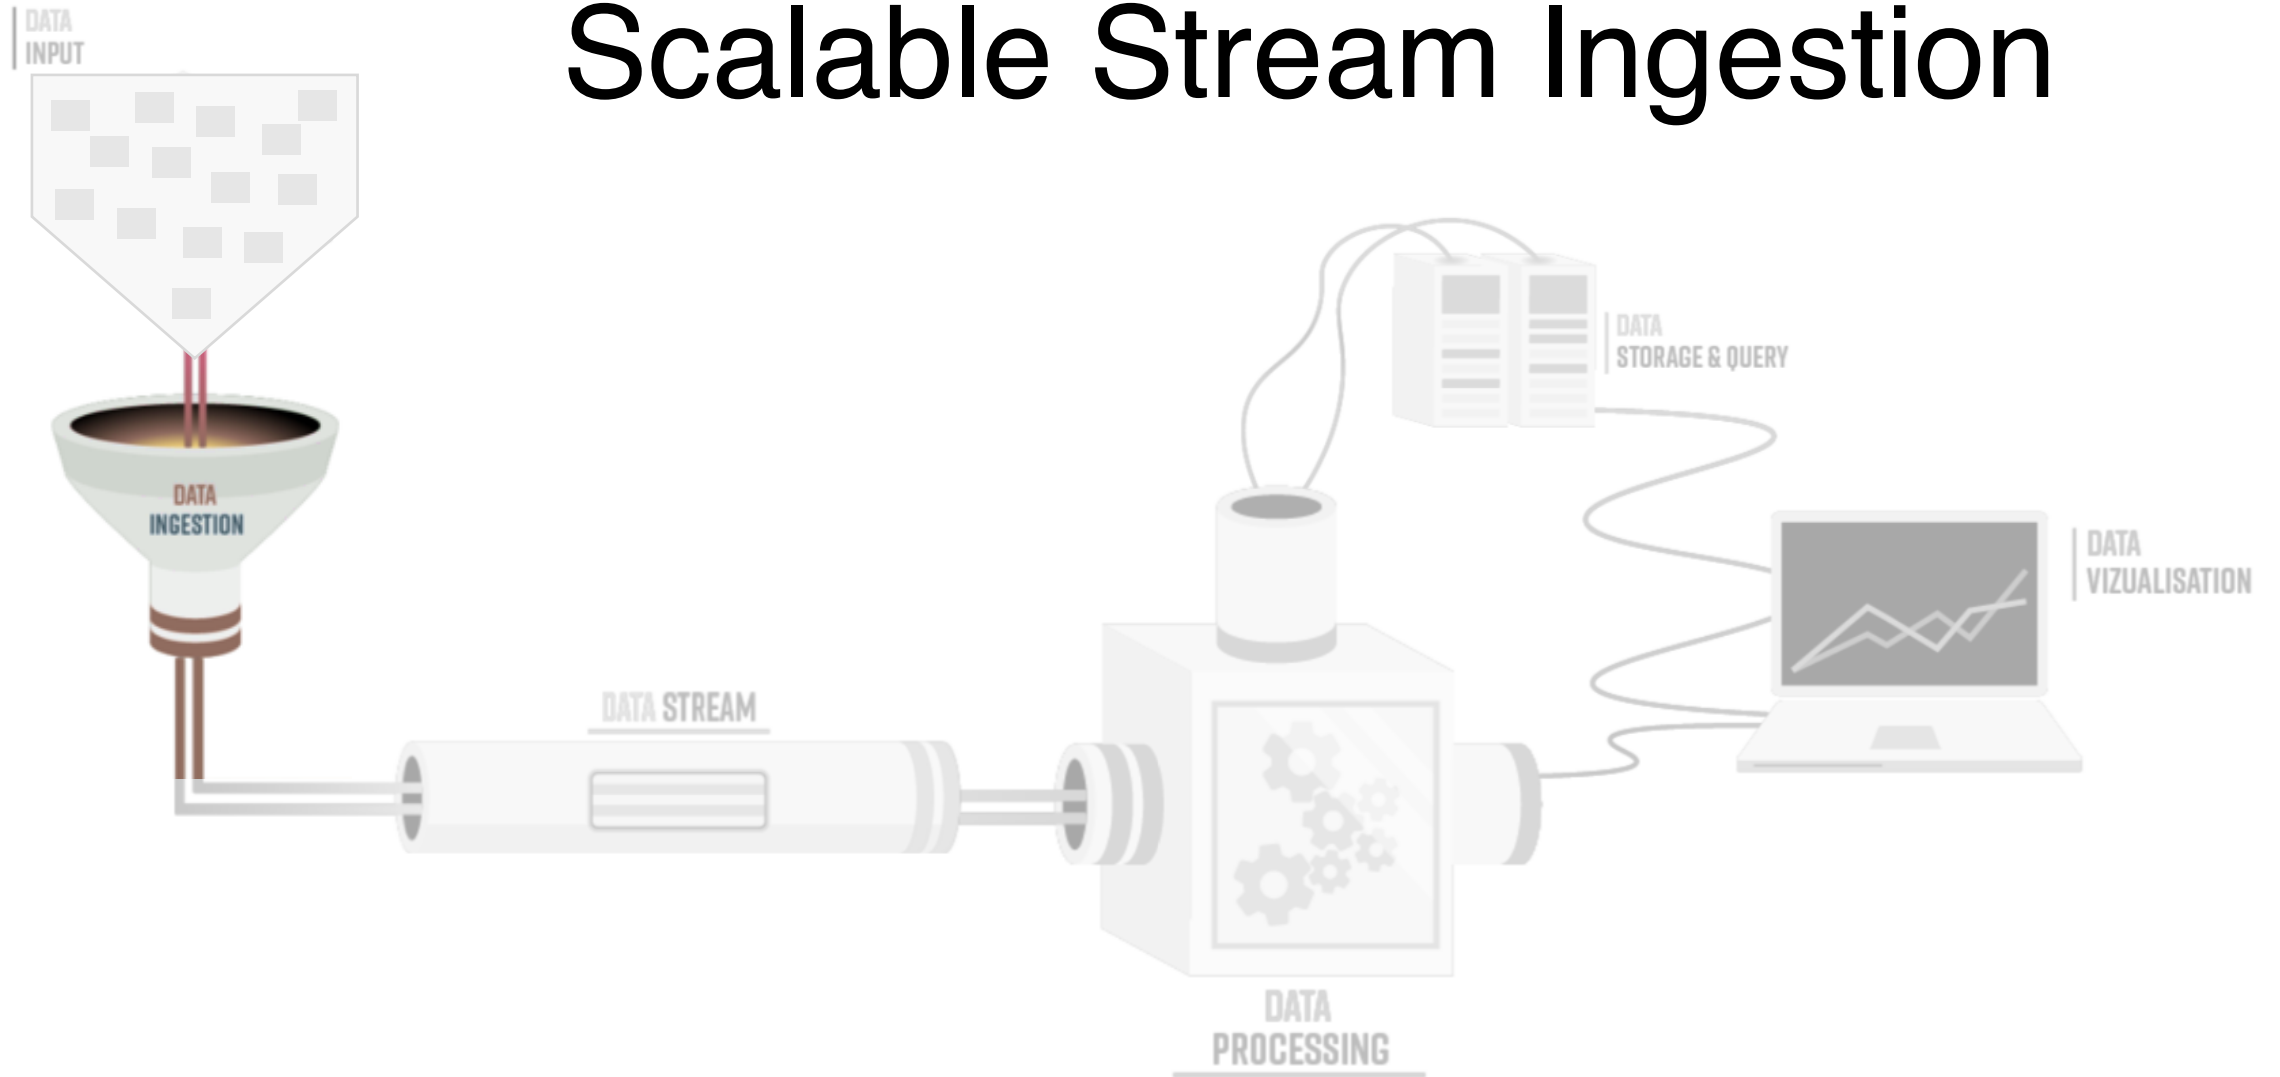 Scalable Stream Ingestion
DATA
INPUT
DATA
INGESTION
DATA STREAM
DATA
PROCESSING
DATA
STORAGE & QUERY
DATA
VIZUALISATION